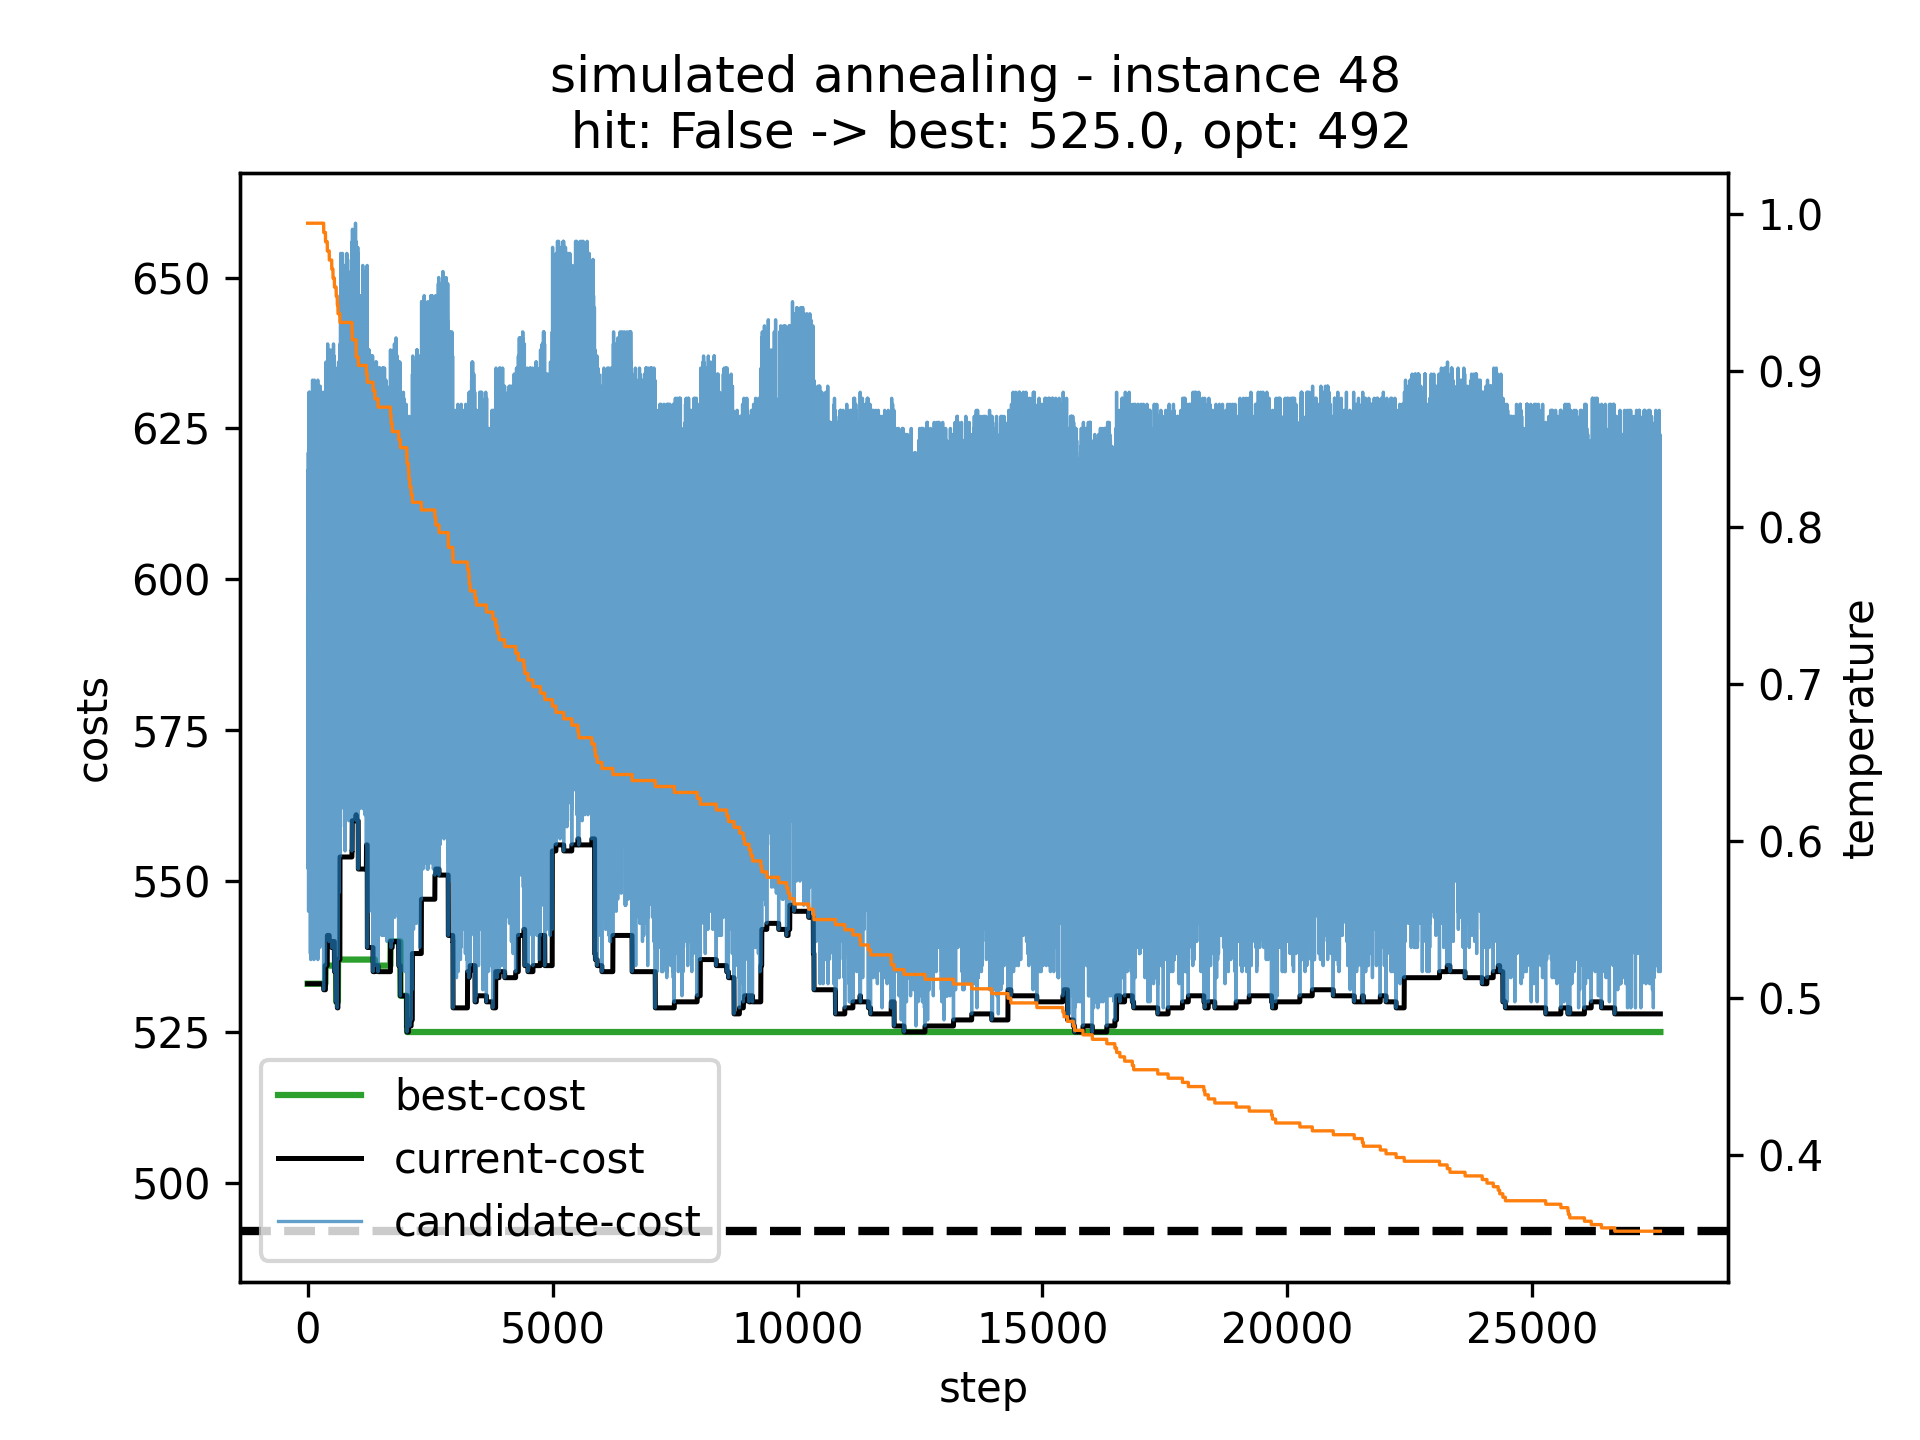 simulated annealing - instance 48
hit: False -> best: 525.0, opt: 492
costs
650
625
600
575
550
525
500
1.0
0.9
0.8
0.7
0.6
0.5
0.4
temperature
best-cost
current-cost
candidate-cost
0 5000 10000 15000 20000 25000
step